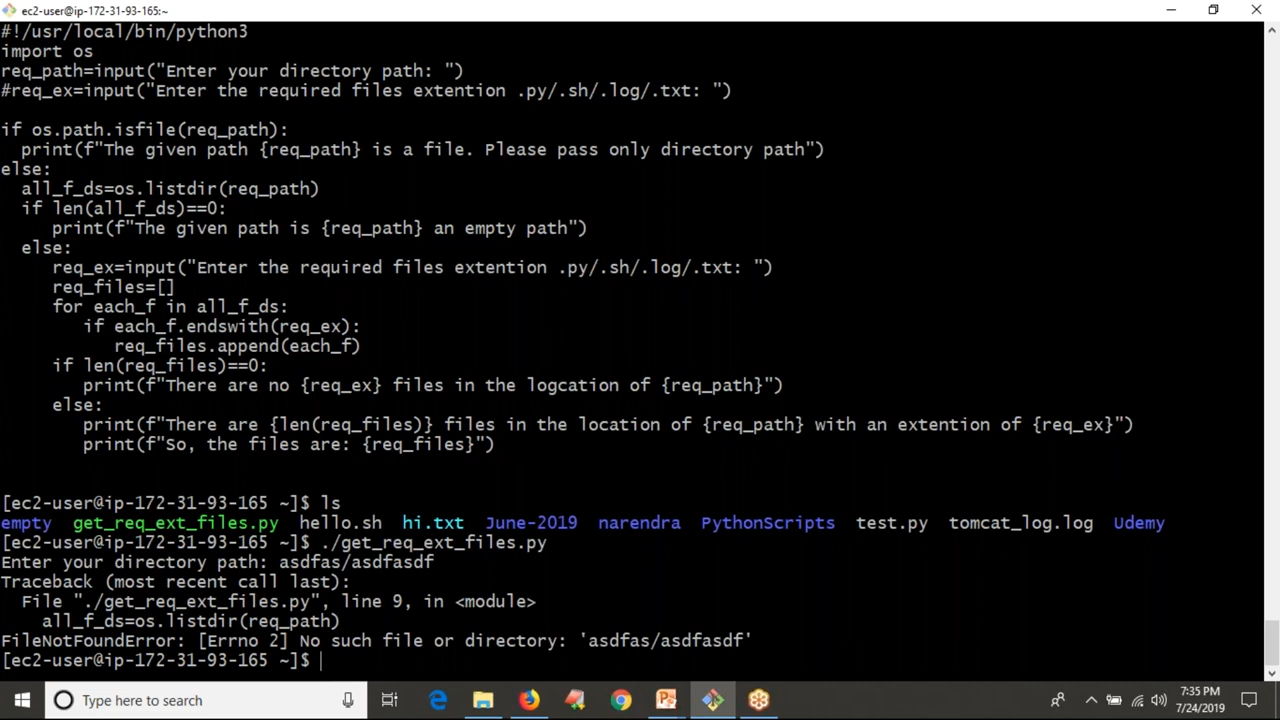 ec2-user@ip-172-31-93-165:~
#!/usr/local/bin/python3
import os
req_path=input("Enter your directory path: ")
#req_ex=input("Enter the required files extention .py/.sh/.log/.txt: ")
if os.path.isfile(req_path):
  print(f"The given path {req_path} is a file. Please pass only directory path")
else:
  all_f_ds=os.listdir(req_path)
  if len(all_f_ds)==0:
     print(f"The given path is {req_path} an empty path")
  else:
     req_ex=input("Enter the required files extention .py/.sh/.log/.txt: ")
     req_files=[]
     for each_f in all_f_ds:
        if each_f.endswith(req_ex):
           req_files.append(each_f)
     if len(req_files)==0:
        print(f"There are no {req_ex} files in the logcation of {req_path}")
     else:
        print(f"There are {len(req_files)} files in the location of {req_path} with an extention of {req_ex}")
        print(f"So, the files are: {req_files}")
[ec2-user@ip-172-31-93-165 ~]$ ls
empty  get_req_ext_files.py  hello.sh  hi.txt  June-2019  narendra  PythonScripts  test.py  tomcat_log.log  Udemy
[ec2-user@ip-172-31-93-165 ~]$ ./get_req_ext_files.py
Enter your directory path: asdfas/asdfasdf
Traceback (most recent call last):
  File "./get_req_ext_files.py", line 9, in <module>
    all_f_ds=os.listdir(req_path)
FileNotFoundError: [Errno 2] No such file or directory: 'asdfas/asdfasdf'
[ec2-user@ip-172-31-93-165 ~]$
Type here to search
7:35 PM
7/24/2019